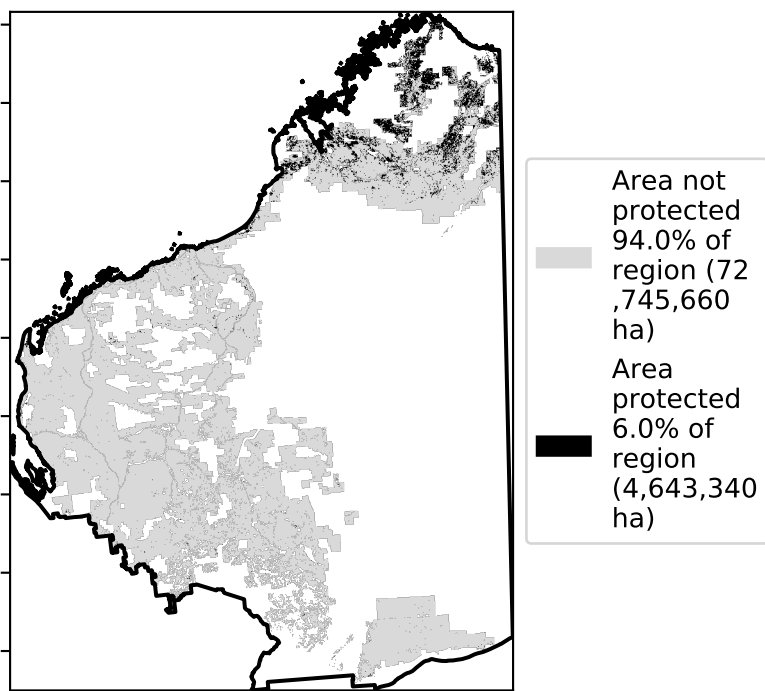 Area not
protected
94.0% of
region (72
,745,660
ha)
Area
protected
6.0% of
region
(4,643,340
ha)